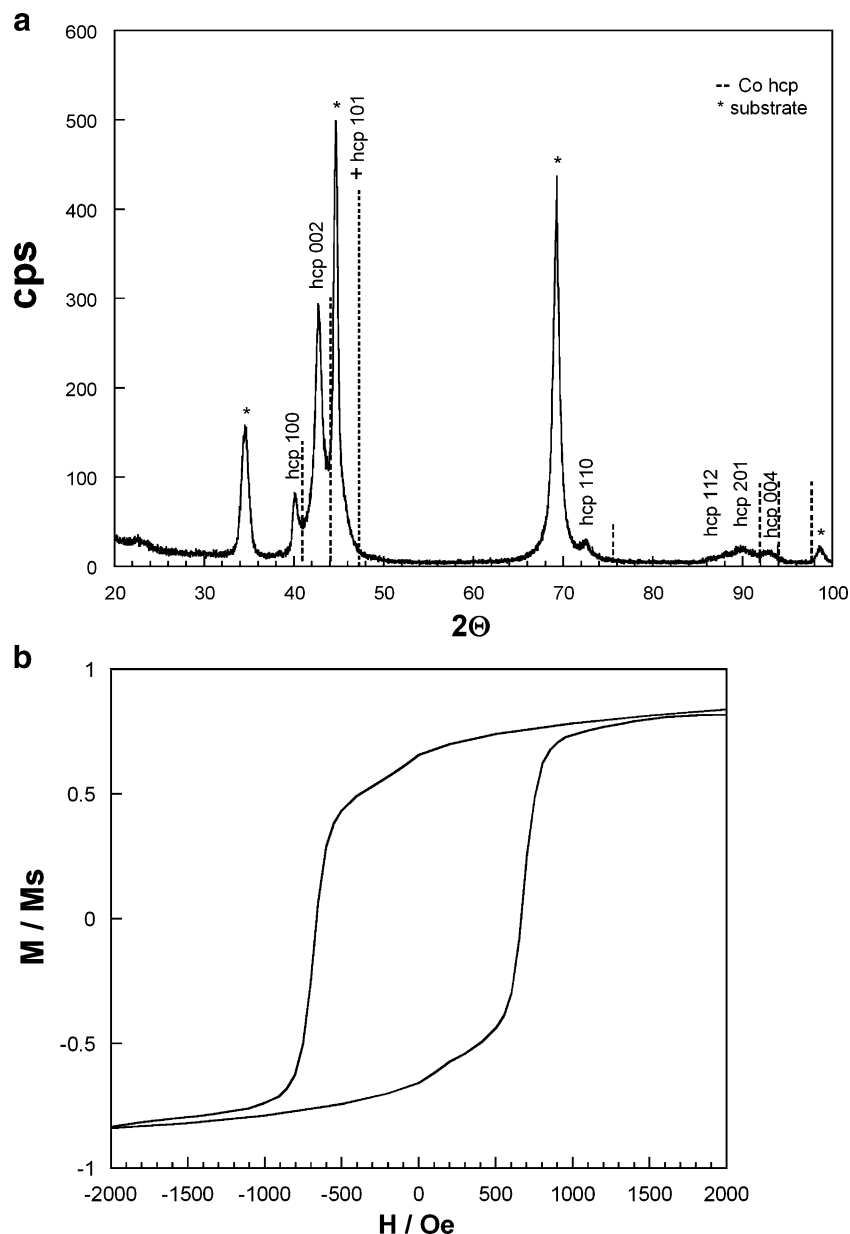 a
600
500
400
300
200
100
0
cps
* 
hcp 100
hcp 002
*
+ hcp 101
*
hcp 110
hcp 112
hcp 201
hcp 004
*
-- Co hcp
* substrate
20 30 40 50 60 70 80 90 100
2Θ
b
1
0.5
0
-0.5
-1
M / Ms
-2000 -1500 -1000 -500 0 500 1000 1500 2000
H / Oe